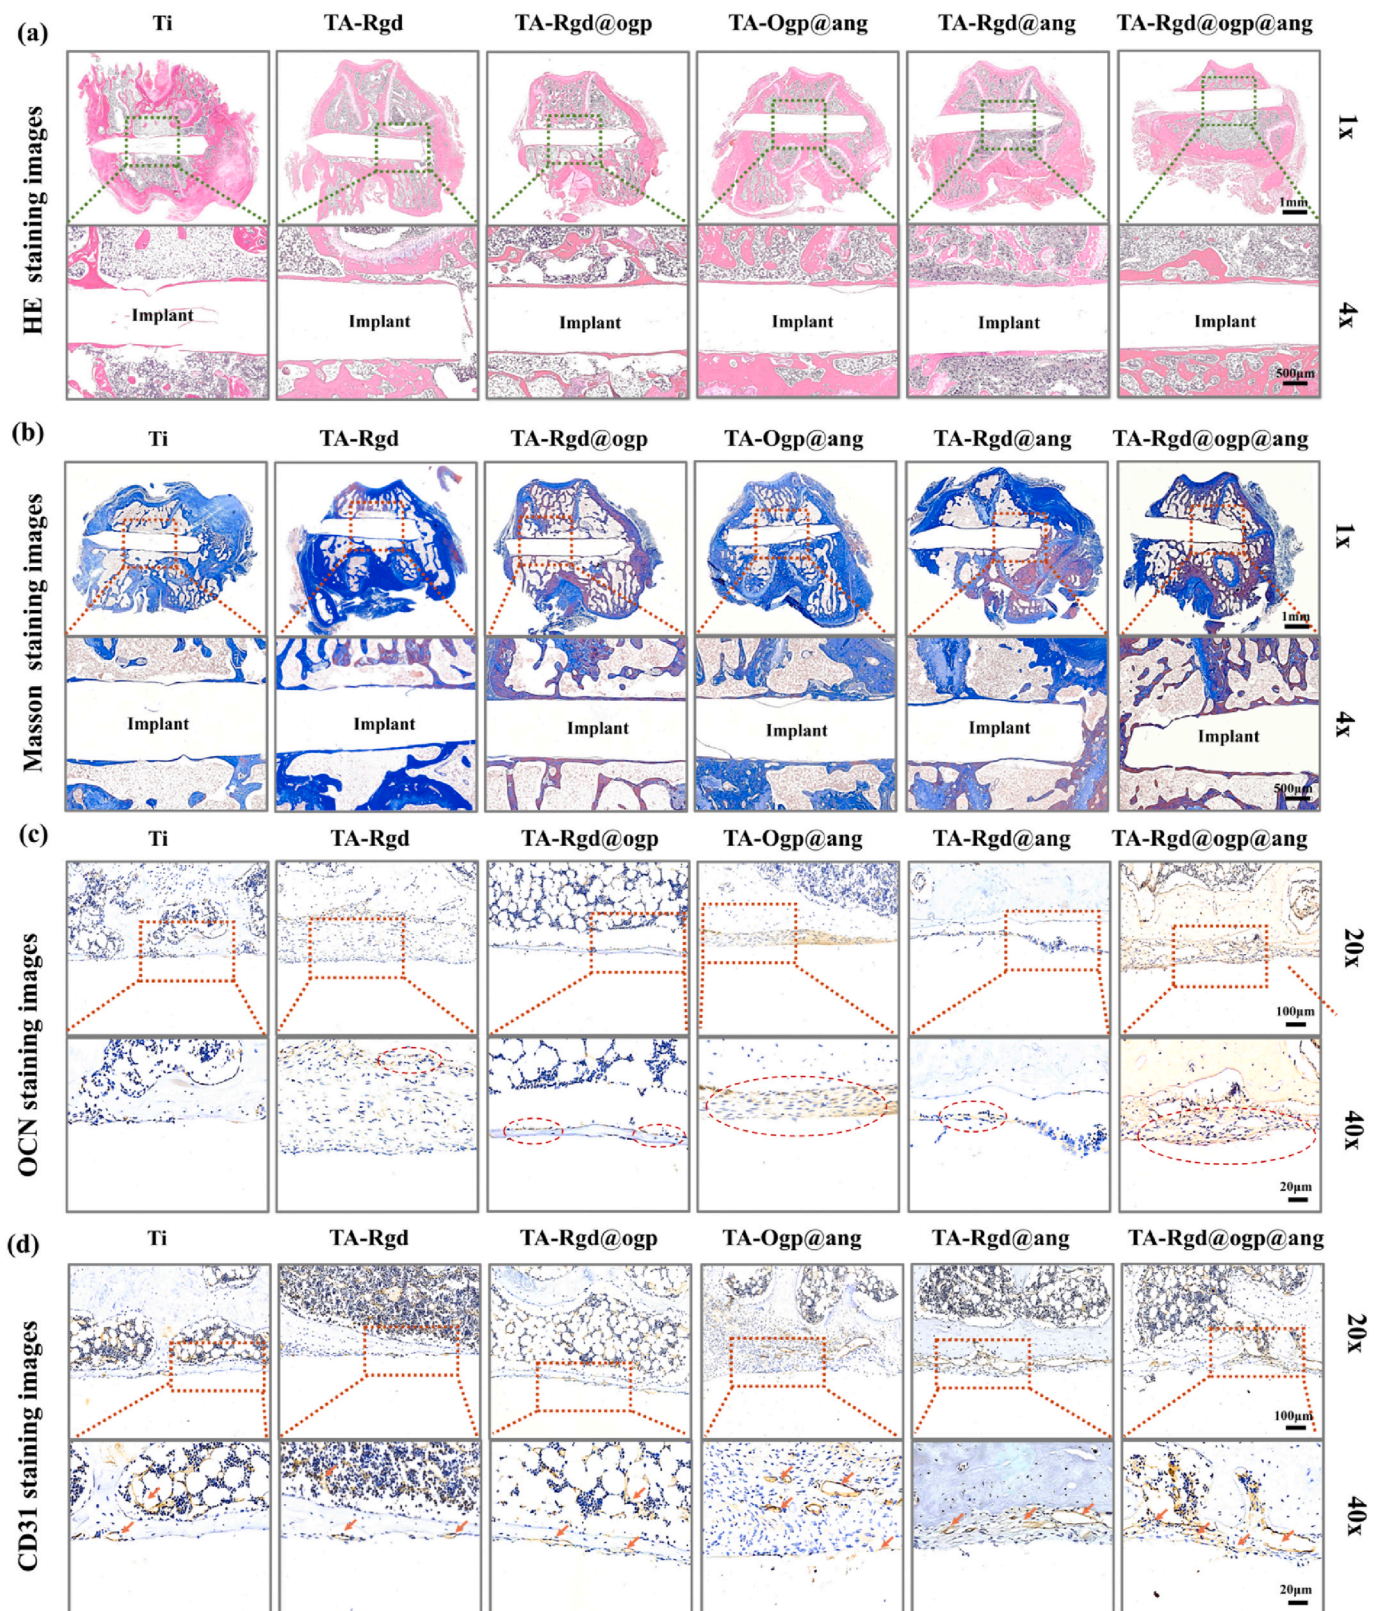 (a)
Ti TA-Rgd TA-Rgd@ogp TA-Ogp@ang TA-Rgd@ang TA-Rgd@ogp@ang
HE staining images
1x
1mm
Implant Implant Implant Implant Implant Implant
4x
500μm
(b)
Ti TA-Rgd TA-Rgd@ogp TA-Ogp@ang TA-Rgd@ang TA-Rgd@ogp@ang
Masson staining images
1x
1mm
Implant Implant Implant Implant Implant Implant
4x
500μm
(c)
Ti TA-Rgd TA-Rgd@ogp TA-Ogp@ang TA-Rgd@ang TA-Rgd@ogp@ang
OCN staining images
20x
100μm
40x
20μm
(d)
Ti TA-Rgd TA-Rgd@ogp TA-Ogp@ang TA-Rgd@ang TA-Rgd@ogp@ang
CD31 staining images
20x
100μm
40x
20μm